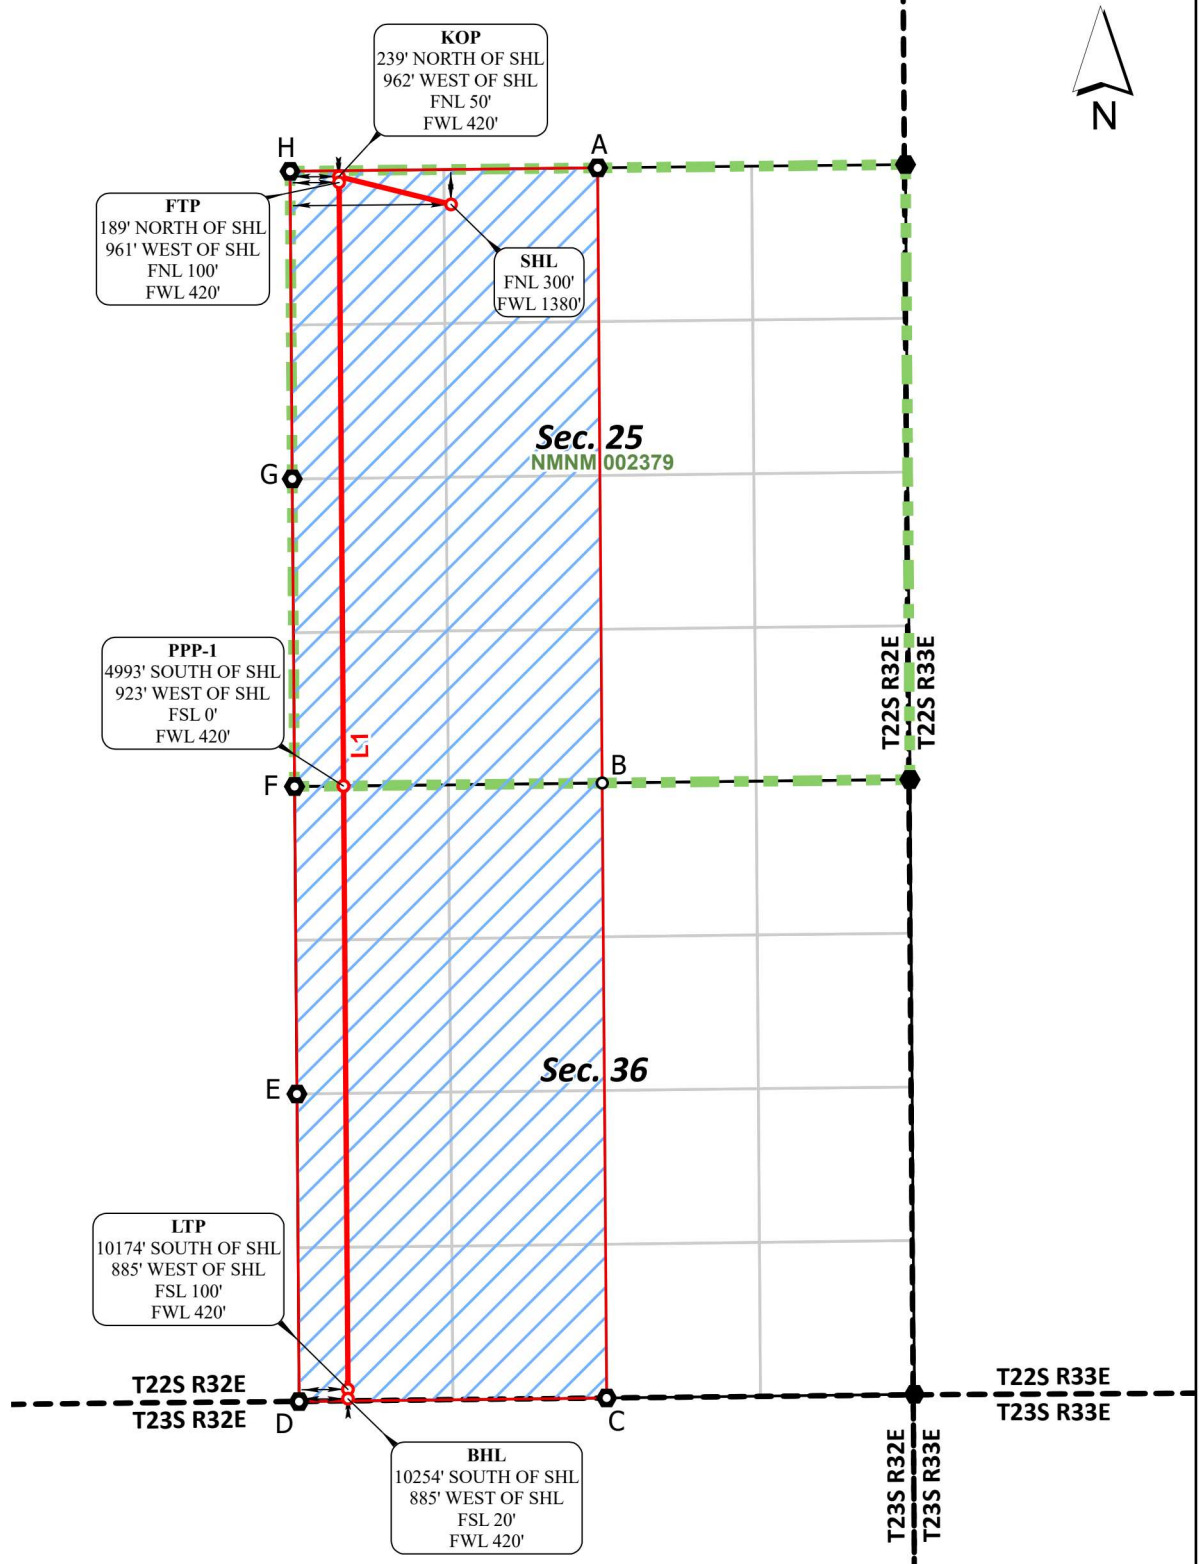 KOP
239' NORTH OF SHL
962' WEST OF SHL
FNL 50'
FWL 420'
N
H
A
FTP
189' NORTH OF SHL
961' WEST OF SHL
FNL 100'
FWL 420'
SHL
FNL 300'
FWL 1380'
Sec. 25
NMNM 002379
G
PPP-1
4993' SOUTH OF SHL
923' WEST OF SHL
FSL 0'
FWL 420'
T22S R32E
T22S R33E
L1
F
B
Sec. 36
E
LTP
10174' SOUTH OF SHL
885' WEST OF SHL
FSL 100'
FWL 420'
T22S R32E
T23S R32E
D
C
T22S R33E
T23S R33E
BHL
10254' SOUTH OF SHL
885' WEST OF SHL
FSL 20'
FWL 420'
T23S R32E
T23S R33E